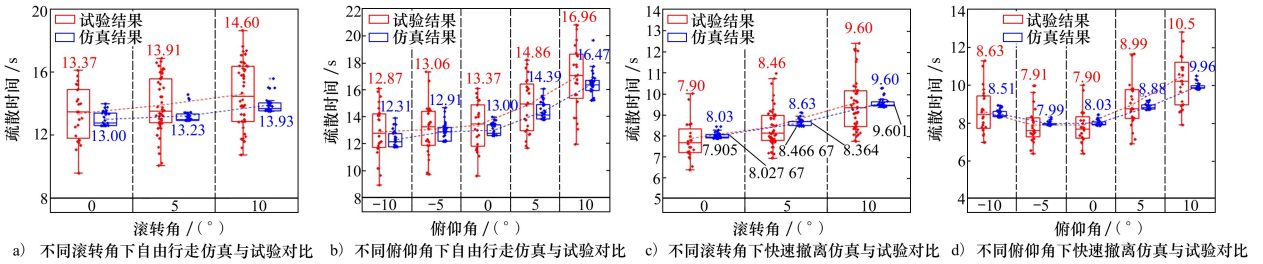 20
16
12
8
疏散时间 /s
试验结果
仿真结果
13.37
13.91
14.60
13.00
13.23
13.93
0 5 10
滚转角 /(°)
a) 不同滚转角下自由行走仿真与试验对比
22
20
18
16
14
12
10
8
疏散时间 /s
试验结果
仿真结果
12.87
13.06
13.37
14.86
16.96
12.31
12.91
13.00
14.39
16.47
−10 −5 0 5 10
俯仰角 /(°)
b) 不同俯仰角下自由行走仿真与试验对比
14
13
12
11
10
9
8
7
6
5
疏散时间 /s
试验结果
仿真结果
7.90
8.46
9.60
8.03
8.63
9.60
7.905
8.027 67
8.466 67
8.364
9.601
0 5 10
滚转角 /(°)
c) 不同滚转角下快速撤离仿真与试验对比
14
12
10
8
6
4
疏散时间 /s
试验结果
仿真结果
8.63
7.91
7.90
8.99
10.5
8.51
7.99
8.03
8.88
9.96
−10 −5 0 5 10
俯仰角 /(°)
d) 不同俯仰角下快速撤离仿真与试验对比